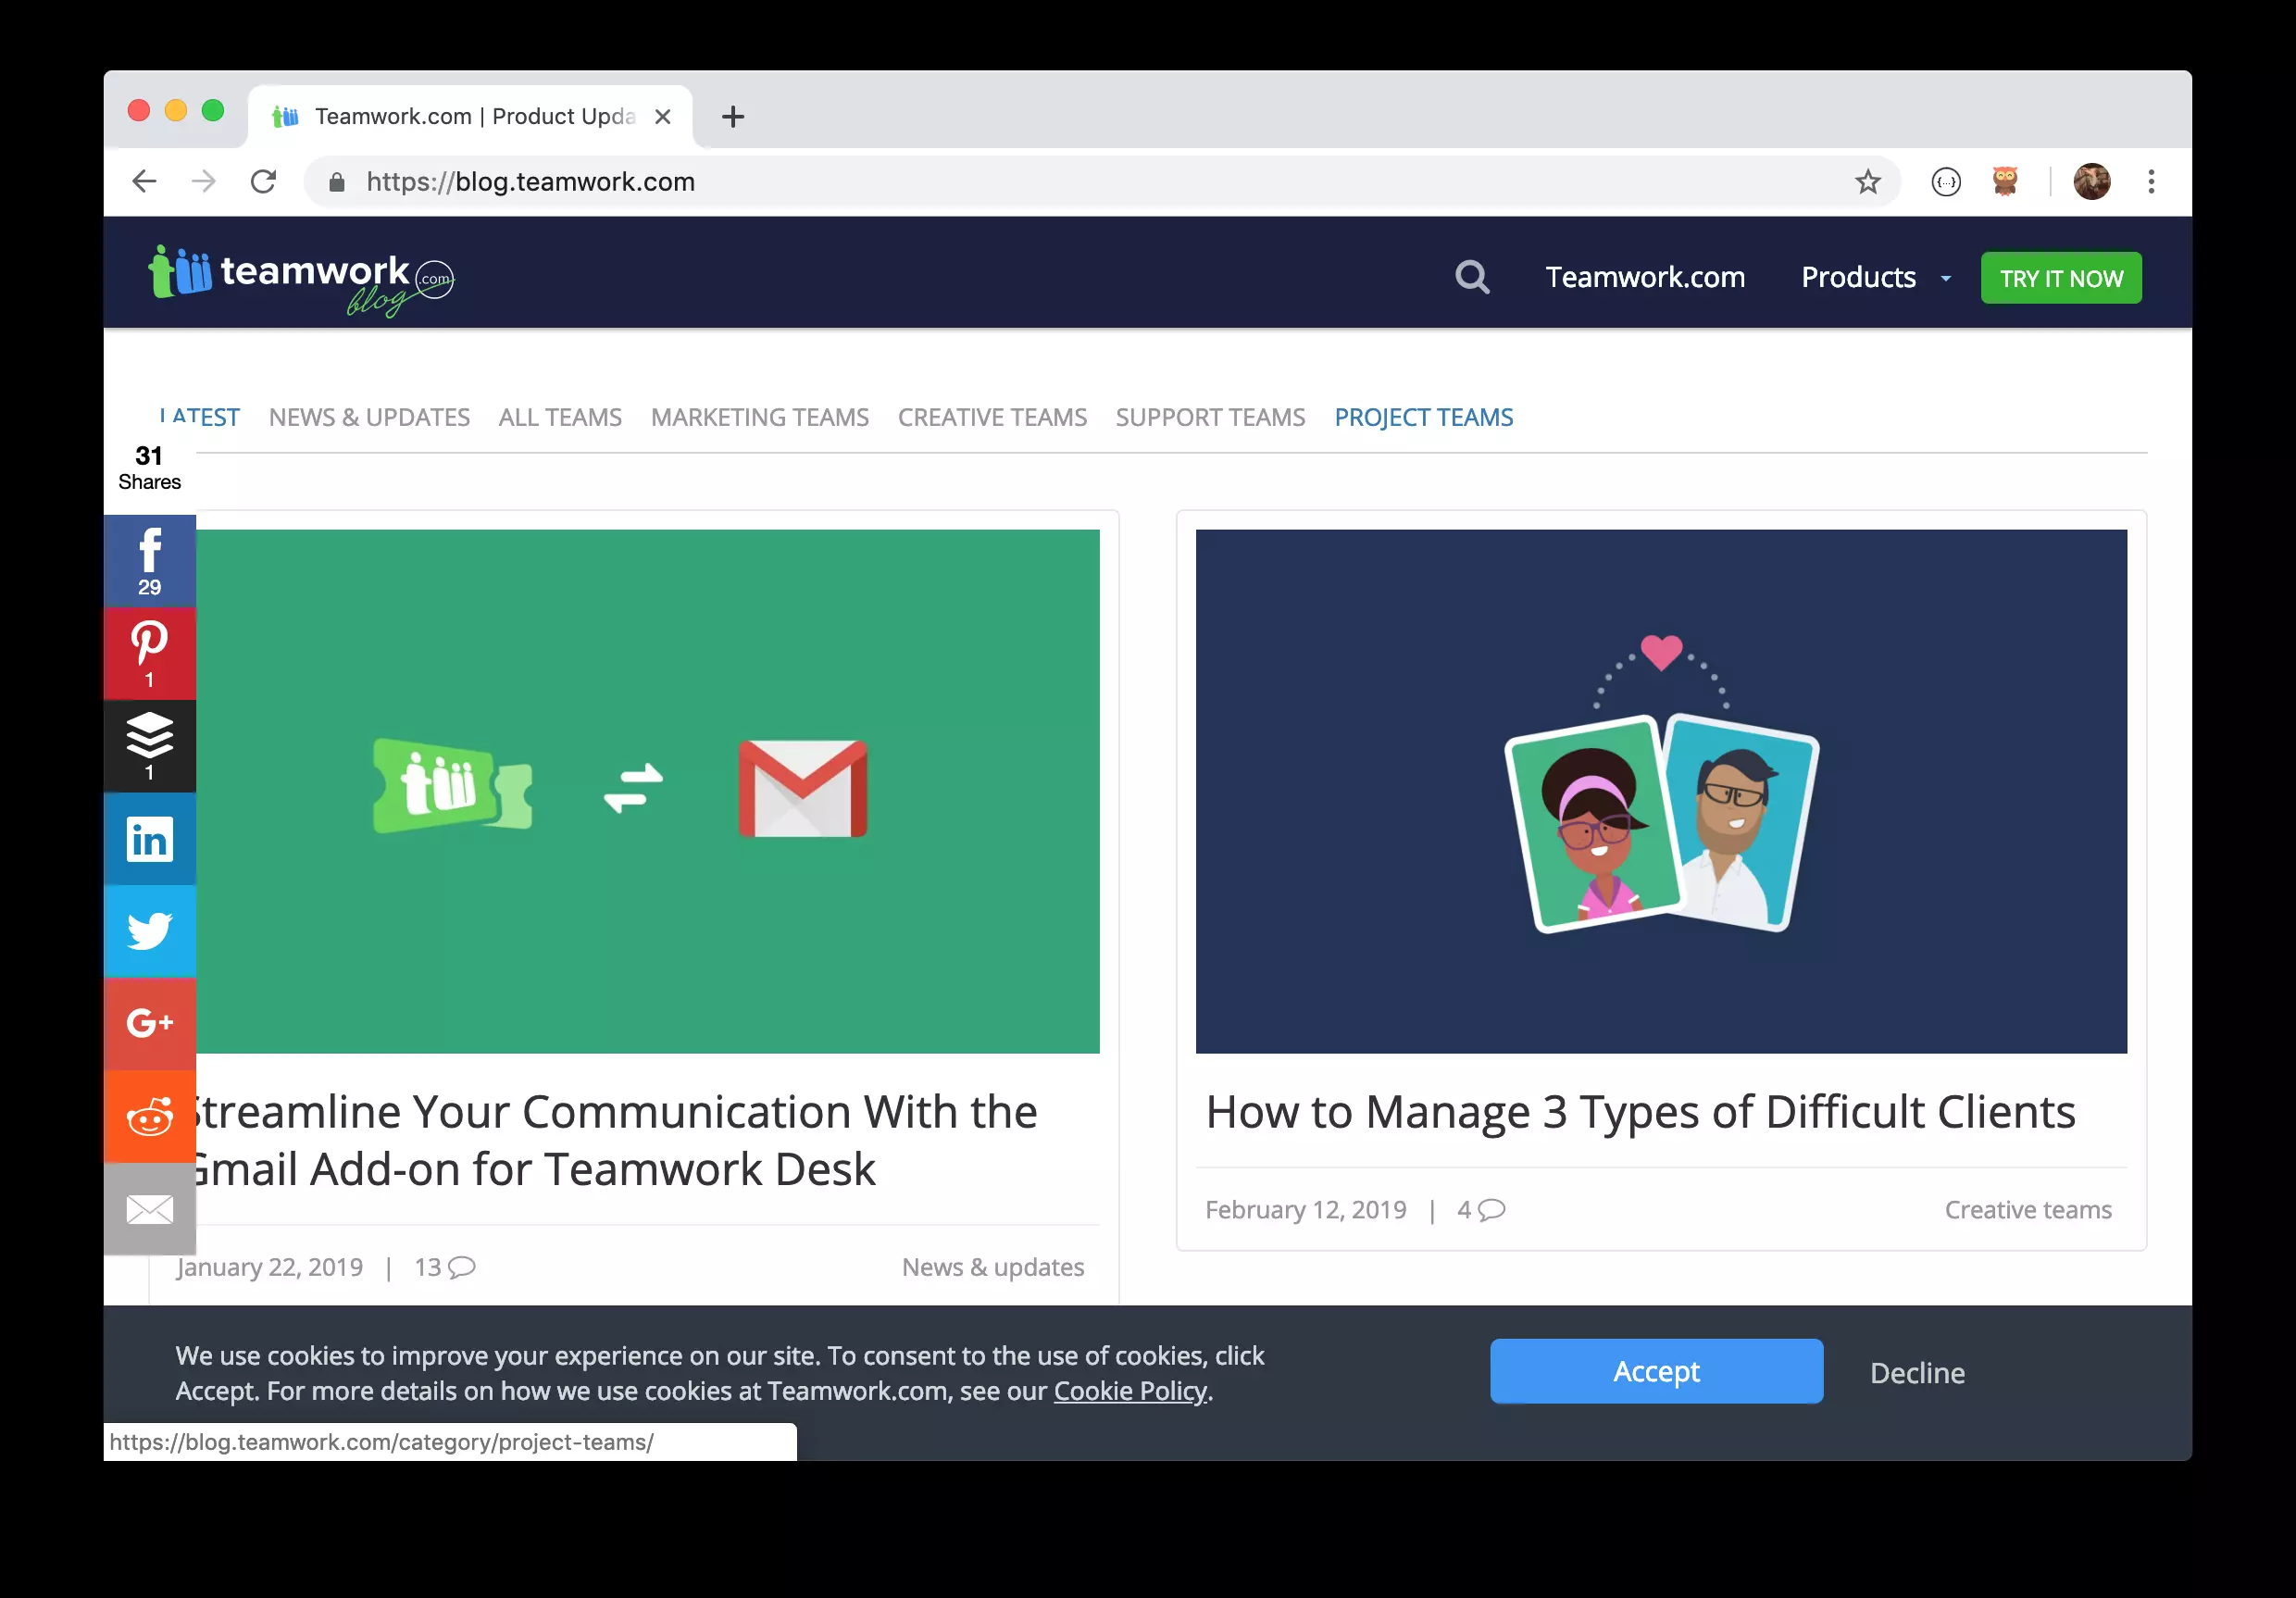 Teamwork.com | Product Upda
https://blog.teamwork.com
teamwork .com
blog
Teamwork.com
Products
TRY IT NOW
LATEST NEWS & UPDATES ALL TEAMS MARKETING TEAMS CREATIVE TEAMS SUPPORT TEAMS PROJECT TEAMS
31
Shares
29
1
1
in
G+
Streamline Your Communication With the
Gmail Add-on for Teamwork Desk
January 22, 2019 | 13
News & updates
How to Manage 3 Types of Difficult Clients
February 12, 2019 | 4
Creative teams
We use cookies to improve your experience on our site. To consent to the use of cookies, click
Accept. For more details on how we use cookies at Teamwork.com, see our Cookie Policy.
Accept
Decline
https://blog.teamwork.com/category/project-teams/